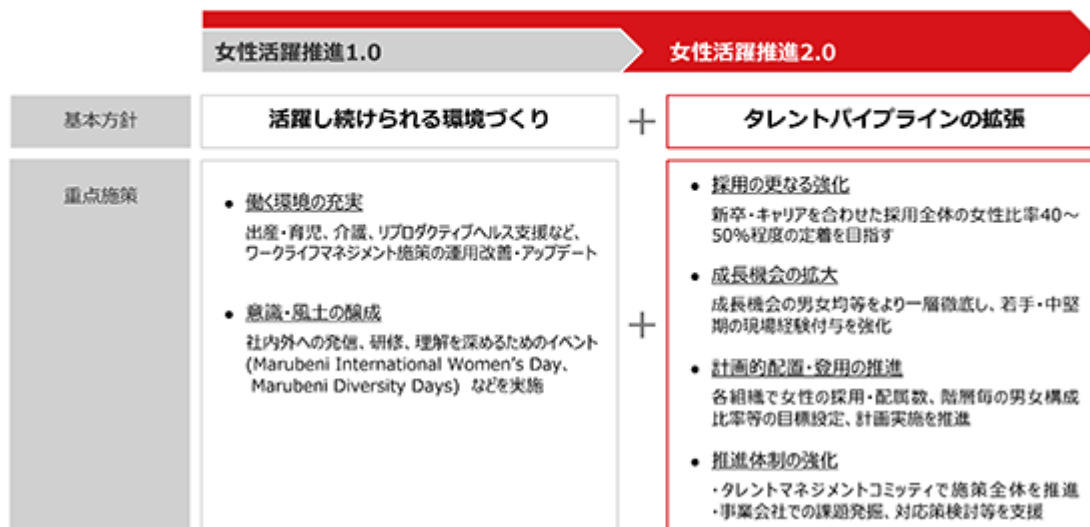 女性活躍推進1.0
女性活躍推進2.0
基本方針
活躍し続けられる環境づくり
+
タレントパイプラインの拡張
重点施策
● 働く環境の充実
出産・育児、介護、リプロダクティブヘルス支援など、
ワークライフマネジメント施策の運用改善・アップデート
● 意識・風土の醸成
社内外への発信、研修、理解を深めるためのイベント
(Marubeni International Women's Day、
Marubeni Diversity Days) などを実施
+
● 採用の更なる強化
新卒・キャリアを合わせた採用全体の女性比率40～
50%程度の定着を目指す
● 成長機会の拡大
成長機会の男女均等をより一層徹底し、若手・中堅
期の現場経験付与を強化
● 計画的配置・登用の推進
各組織で女性の採用・配属数、階層毎の男女構成
比率等の目標設定、計画実施を推進
● 推進体制の強化
・タレントマネジメントコミッティで施策全体を推進
・事業会社での課題発掘、対応策検討等を支援